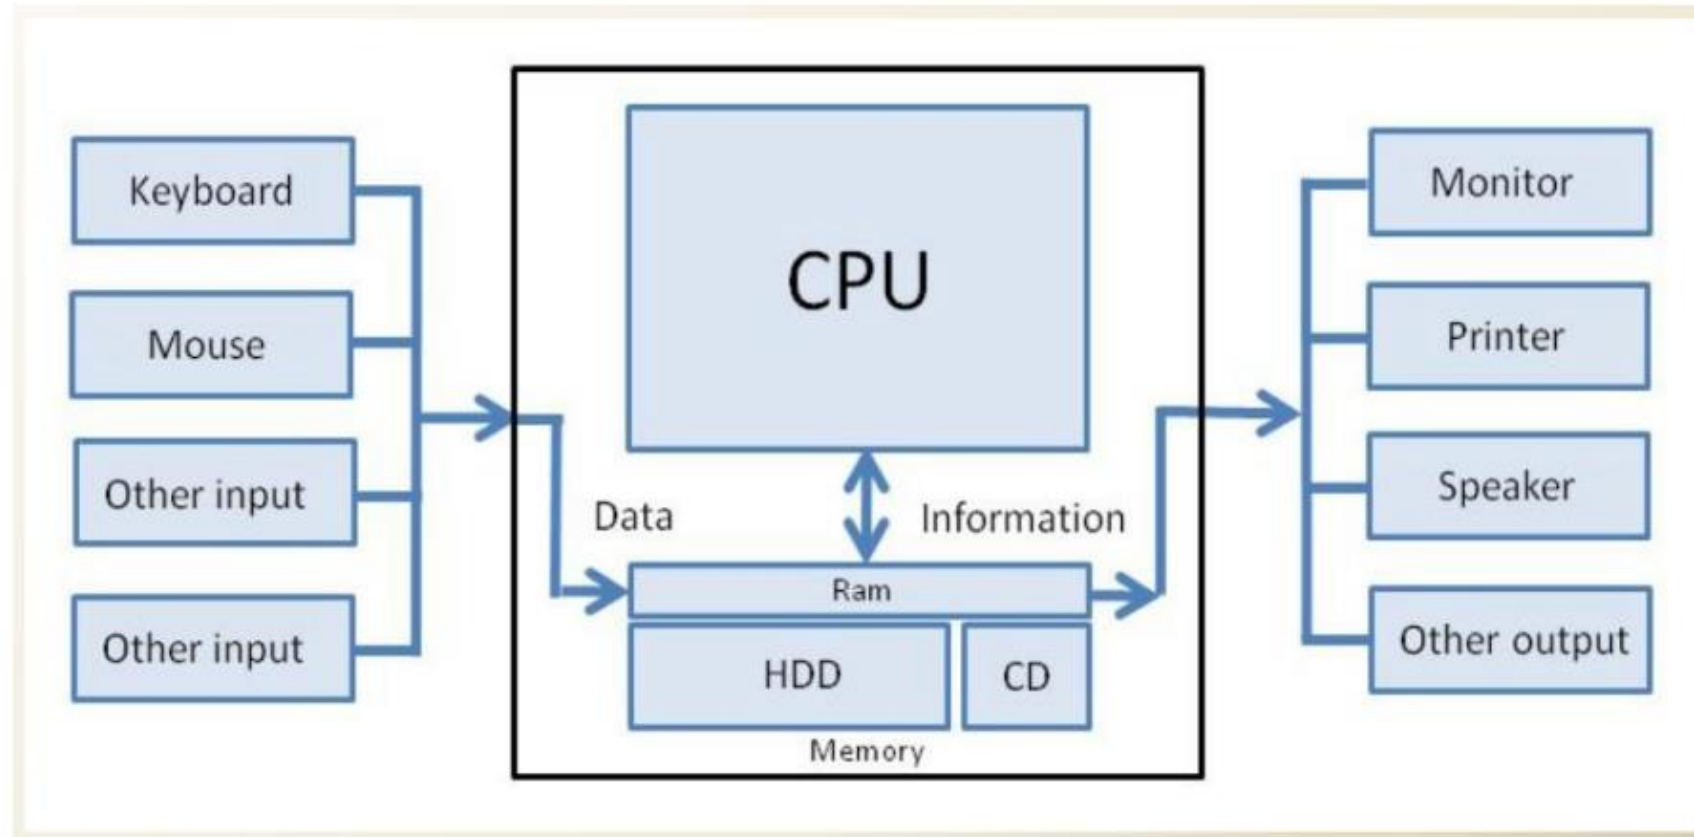 Keyboard
Mouse
Other input
Other input
CPU
Data
Information
Ram
HDD
CD
Memory
Monitor
Printer
Speaker
Other output